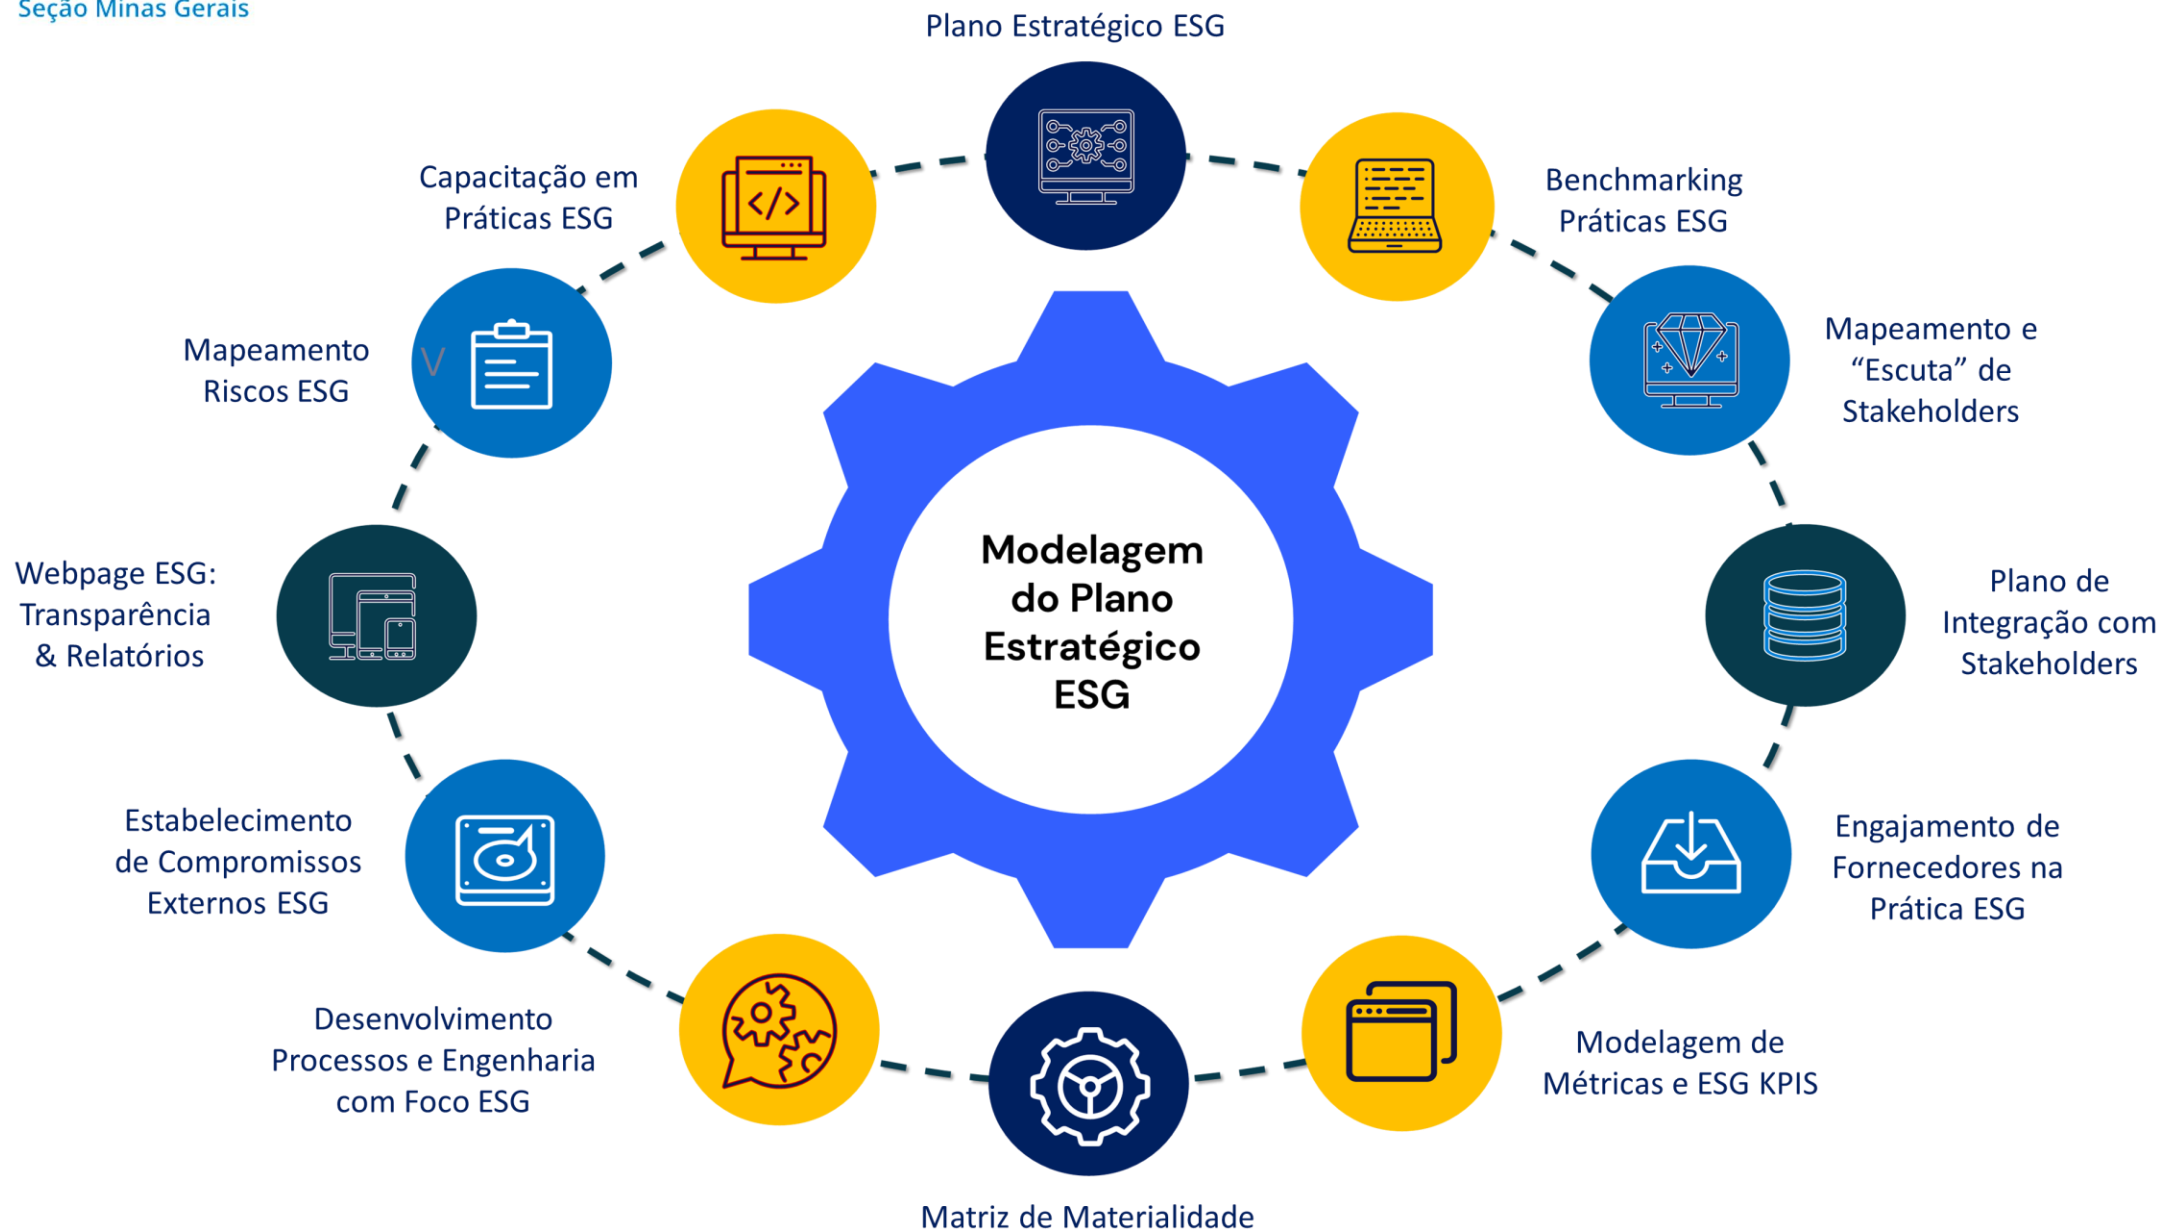 Seção Minas Gerais
Plano Estratégico ESG
Capacitação em
Práticas ESG
Benchmarking
Práticas ESG
Mapeamento
Riscos ESG
V
Mapeamento e
“Escuta” de
Stakeholders
Modelagem
do Plano
Estratégico
ESG
Webpage ESG:
Transparência
& Relatórios
Plano de
Integração com
Stakeholders
Estabelecimento
de Compromissos
Externos ESG
Engajamento de
Fornecedores na
Prática ESG
Desenvolvimento
Processos e Engenharia
com Foco ESG
Modelagem de
Métricas e ESG KPIS
Matriz de Materialidade